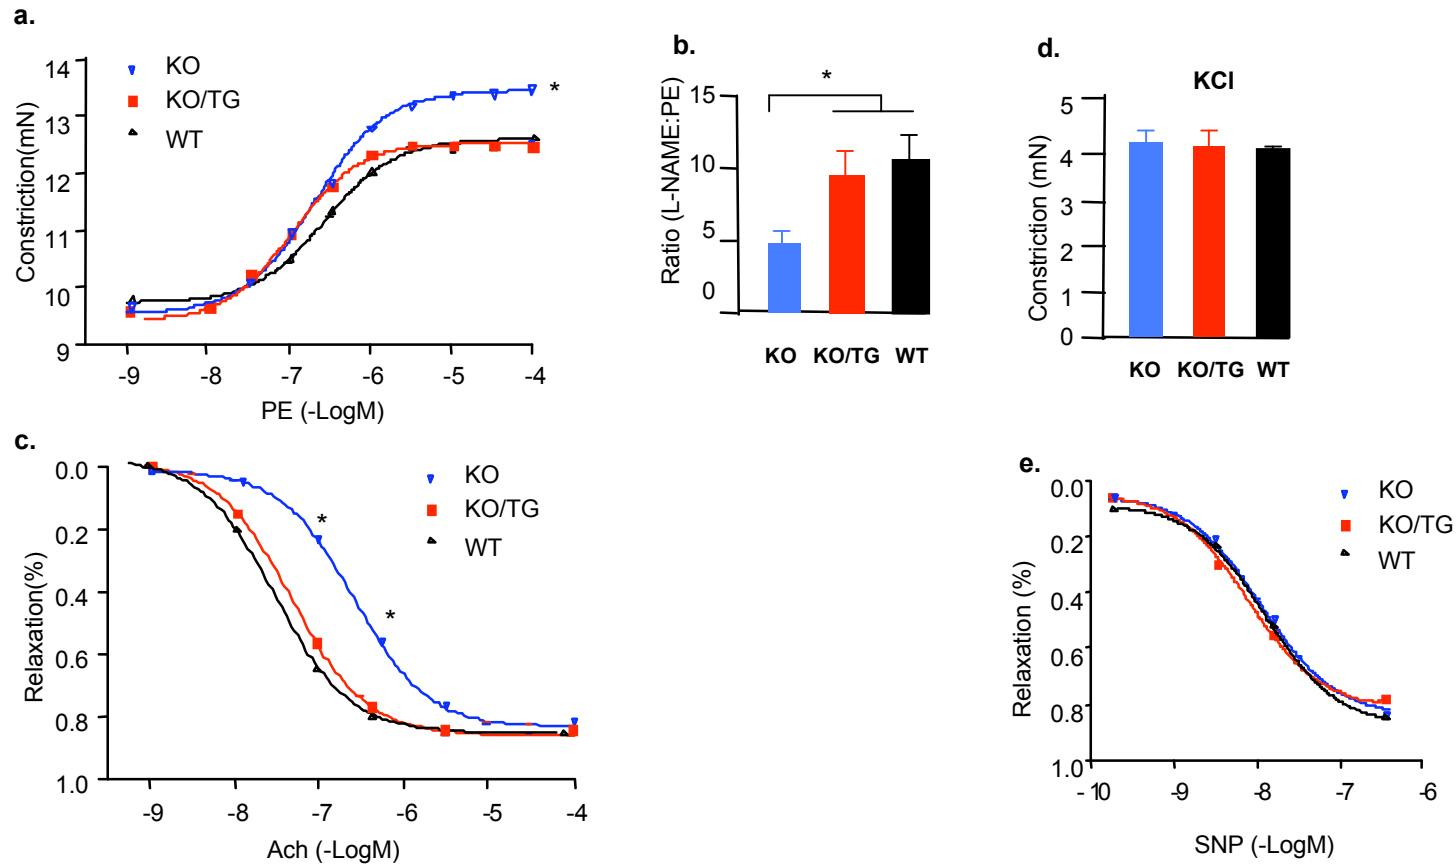 a.
14
13
12
11
10
9
Constriction(mN)
KO
KO/TG
WT
*
-9 -8 -7 -6 -5 -4
PE (-LogM)
b.
*
15
10
5
0
Ratio (L-NAME:PE)
KO KO/TG WT
d.
KCl
5
4
3
2
1
0
Constriction (mN)
KO KO/TG WT
c.
0.0
0.2
0.4
0.6
0.8
1.0
Relaxation(%)
KO
KO/TG
WT
*
*
-9 -8 -7 -6 -5 -4
Ach (-LogM)
e.
0.0
0.2
0.4
0.6
0.8
1.0
Relaxation (%)
KO
KO/TG
WT
-10 -9 -8 -7 -6
SNP (-LogM)